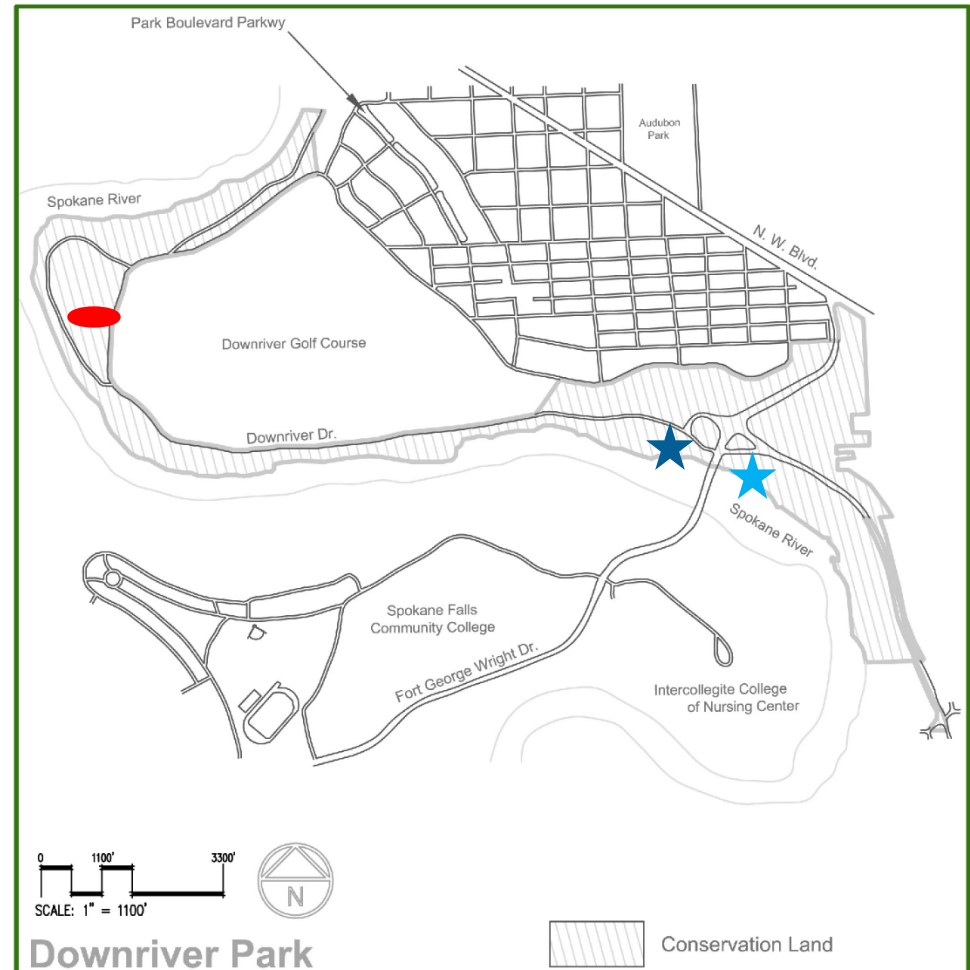 Park Boulevard Parkwy
Audubon
Park
Spokane River
N. W. Blvd.
Downriver Golf Course
Downriver Dr.
Spokane River
Spokane Falls
Community College
Fort George Wright Dr.
Intercollegite College
of Nursing Center
0 1100' 3300'
SCALE: 1" = 1100'
N
Downriver Park
Conservation Land